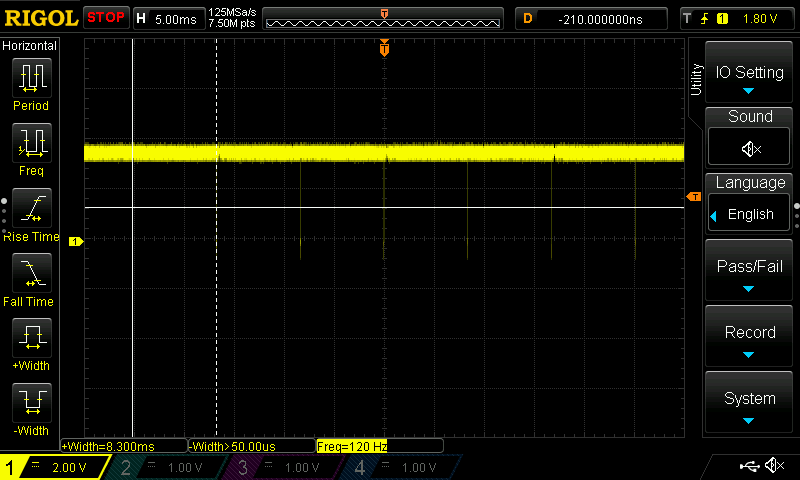 RIGOL STOP H 5.00ms 125MSa/s
7.50M pts
T
D -210.000000ns T 1 1.80 V
Horizontal
Period
Freq
Rise Time
Fall Time
+Width
-Width
T
1
T
Utility
IO Setting
Sound
Language
English
Pass/Fail
Record
System
+Width=8.300ms -Width>50.00us Freq=120 Hz
1 2.00 V 2 1.00 V 3 1.00 V 4 1.00 V